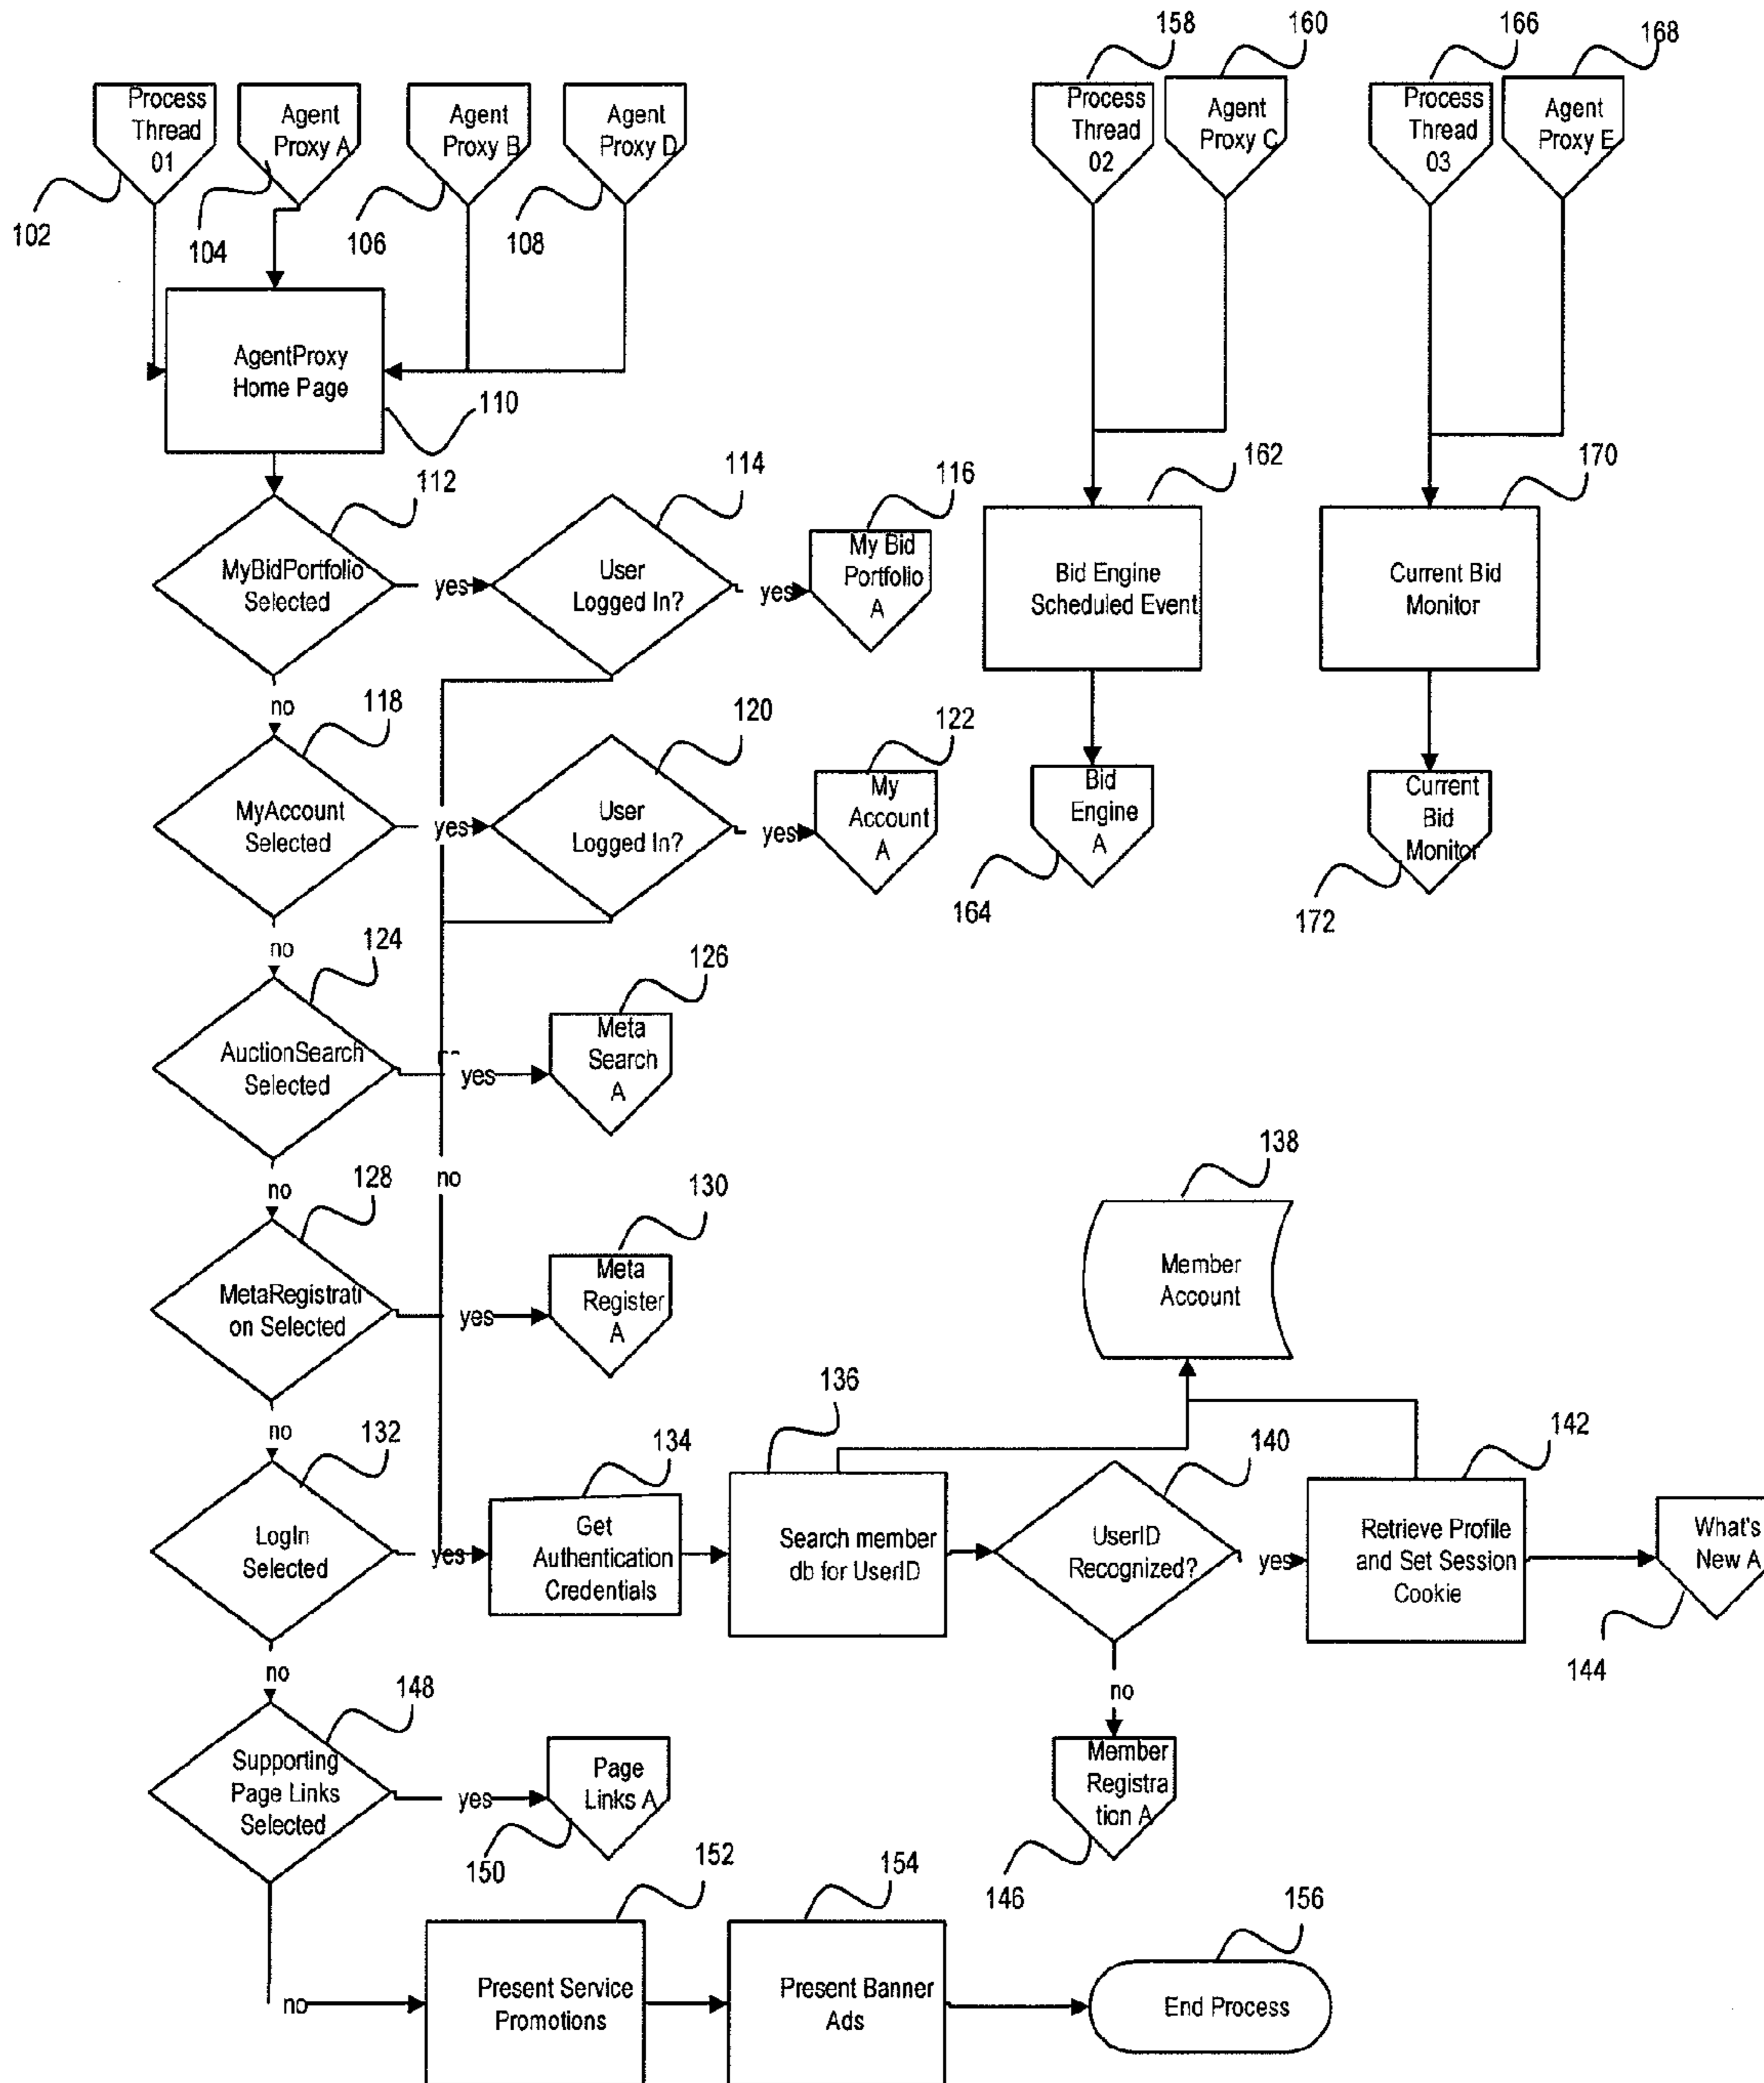 158
160
166
168
Process
Thread
01
Agent
Proxy A
Agent
Proxy B
Agent
Proxy D
Process
Thread
02
Agent
Proxy C
Process
Thread
03
Agent
Proxy E
102
104
106
108
AgentProxy
Home Page
110
112
114
116
162
170
MyBidPortfolio
Selected
yes
User
Logged In?
yes
My Bid
Portfolio
A
Bid Engine
Scheduled Event
Current Bid
Monitor
no
118
120
122
MyAccount
Selected
yes
User
Logged In?
yes
My
Account
A
Bid
Engine
A
Current
Bid
Monitor
164
172
no
124
126
AuctionSearch
Selected
yes
Meta
Search
A
no
128
no
130
138
MetaRegistrati
on Selected
yes
Meta
Register
A
Member
Account
no
132
134
136
140
142
LogIn
Selected
yes
Get
Authentication
Credentials
Search member
db for UserID
UserID
Recognized?
yes
Retrieve Profile
and Set Session
Cookie
What's
New A
144
no
148
no
Supporting
Page Links
Selected
yes
Page
Links A
Member
Registra
tion A
150
152
154
146
156
no
Present Service
Promotions
Present Banner
Ads
End Process